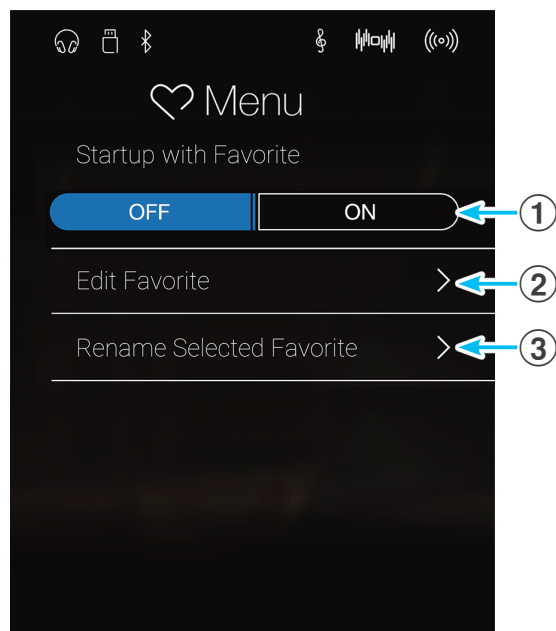 Menu
Startup with Favorite
OFF ON 1
Edit Favorite 2
Rename Selected Favorite 3